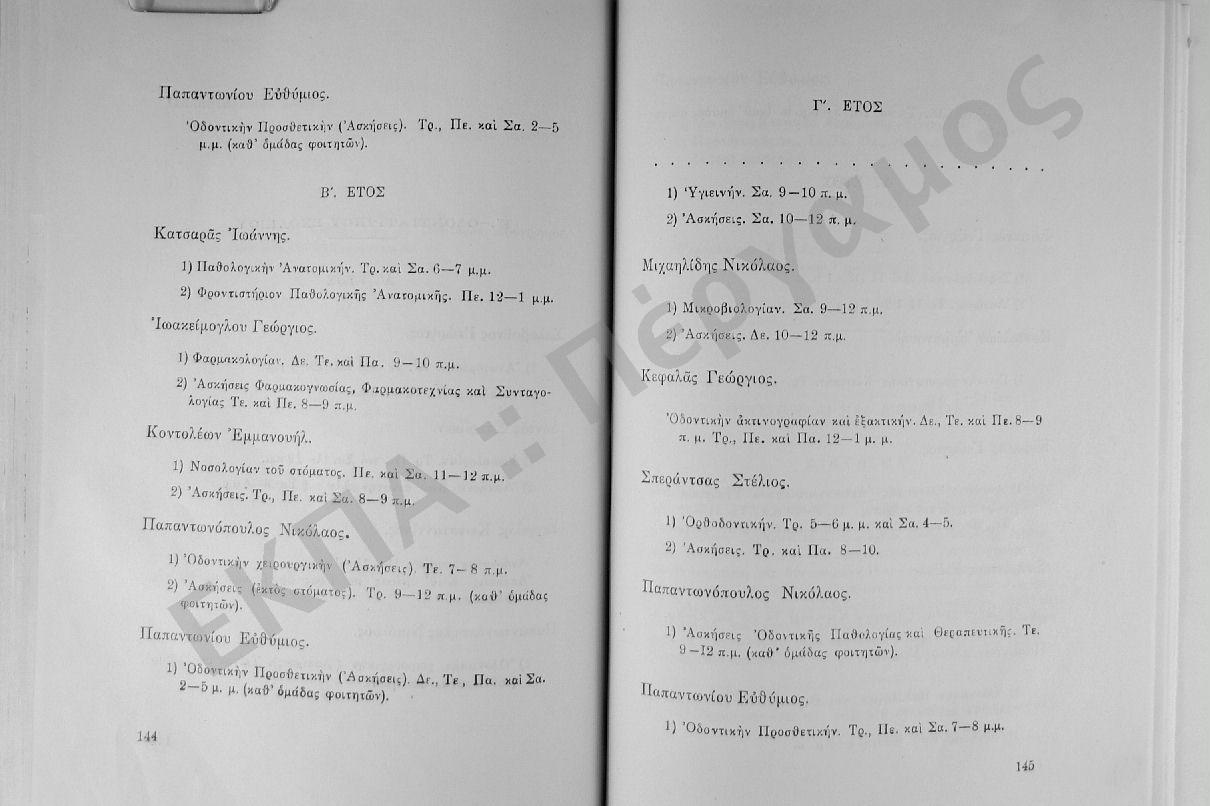 Παπαντωνίου Εὐθύμιος.
Ὀδοντικὴν Προσθετικὴν (Ἀσκήσεις). Τρ., Πε. καὶ Σα. 2—5
μ.μ. (καθ' ὁμάδας φοιτητῶν).
Β'. ΕΤΟΣ
Κατσαρᾶς Ἰωάννης.
1) Παθολογικὴν Ἀνατομικήν. Τρ. καὶ Σα. 6—7 μ.μ.
2) Φροντιστήριον Παθολογικῆς Ἀνατομικῆς. Πε. 12—1 μ.μ.
Ἰωακείμογλου Γεώργιος.
1) Φαρμακολογίαν. Δε. Τε. καὶ Πα. 9—10 π.μ.
2) Ἀσκήσεις Φαρμακογνωσίας, Φαρμακοτεχνίας καὶ Συνταγο-
λογίας Τε. καὶ Πε. 8—9 π.μ.
Κοντολέων Ἐμμανουήλ.
1) Νοσολογίαν τοῦ στόματος. Πε. καὶ Σα. 11—12 π.μ.
2) Ἀσκήσεις. Τρ., Πε. καὶ Σα. 8—9 π.μ.
Παπαντωνόπουλος Νικόλαος.
1) Ὀδοντικὴν χειρουργικὴν (Ἀσκήσεις). Τε. 7—8 π.μ.
2) Ἀσκήσεις (ἐκτὸς στόματος). Τρ. 9—12 π.μ. (καθ' ὁμάδας
φοιτητῶν).
Παπαντωνίου Εὐθύμιος.
1) Ὀδοντικὴν Προσθετικὴν (Ἀσκήσεις). Δε., Τε, Πα. καὶ Σα.
2—5 μ. μ. (καθ' ὁμάδας φοιτητῶν).
144
Γ'. ΕΤΟΣ
. . . . . . . . . . . . . . . . . . . . . . . . . . . .
1) Ὑγιεινήν. Σα. 9—10 π. μ.
2) Ἀσκήσεις. Σα. 10—12 π. μ.
Μιχαηλίδης Νικόλαος.
1) Μικροβιολογίαν. Σα. 9—12 π.μ.
2) Ἀσκήσεις. Δε. 10—12 π.μ.
Κεφαλᾶς Γεώργιος.
Ὀδοντικὴν ἀκτινογραφίαν καὶ ἐξακτικήν. Δε., Τε. καὶ Πε. 8—9
π. μ. Τρ., Πε. καὶ Πα. 12—1 μ. μ.
Σπεράντσας Στέλιος.
1) Ὀρθοδοντικήν. Τρ. 5—6 μ. μ. καὶ Σα. 4—5.
2) Ἀσκήσεις. Τρ. καὶ Πα. 8—10.
Παπαντωνόπουλος Νικόλαος.
1) Ἀσκήσεις Ὀδοντικῆς Παθολογίας καὶ Θεραπευτικῆς. Τε.
9—12 π.μ. (καθ' ὁμάδας φοιτητῶν).
Παπαντωνίου Εὐθύμιος.
1) Ὀδοντικὴν Προσθετικήν. Τρ., Πε. καὶ Σα. 7—8 μ.μ.
145
ΕΚΠΑ :: Πέργαμος